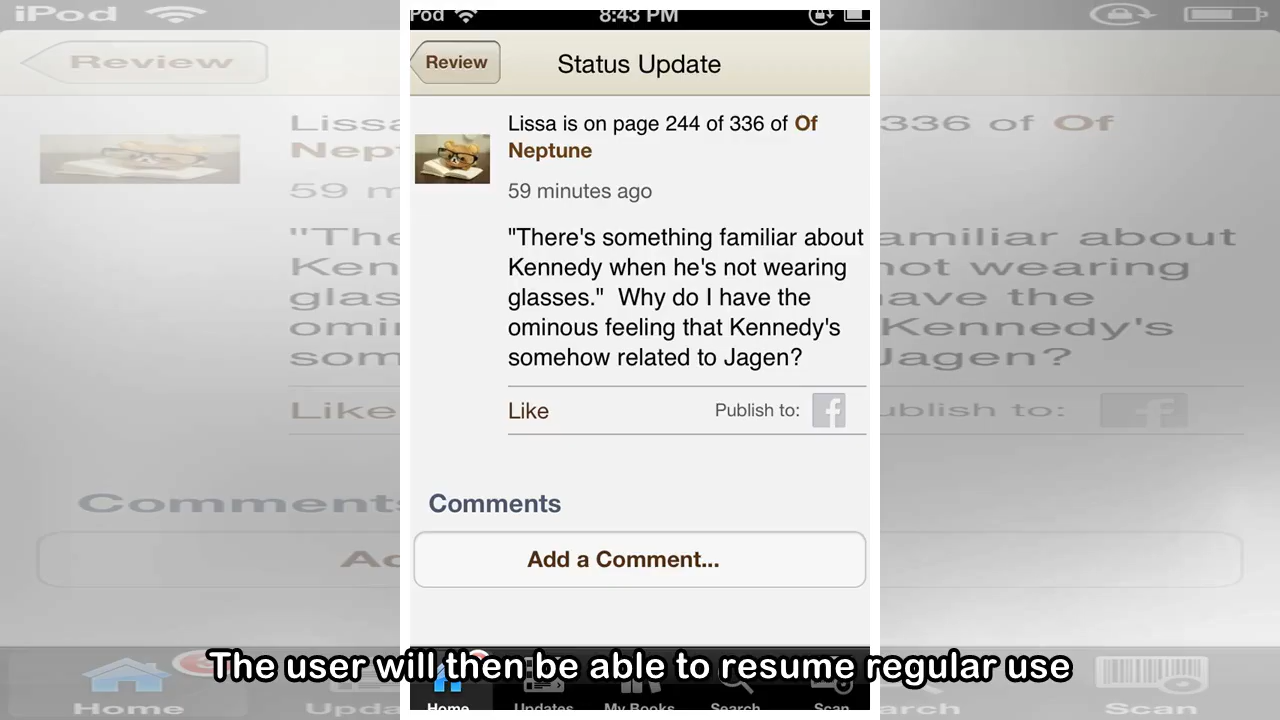 iPod
iPod 8:43 PM
Review
Review Status Update
Lissa is on page 244 of 336 of Of
Neptune
59 minutes ago
"There's something familiar about
Kennedy when he's not wearing
glasses." Why do I have the
ominous feeling that Kennedy's
somehow related to Jagen?
Like Publish to: f
Comments
Add a Comment...
The user will then be able to resume regular use
Home Updates My Books Search Scan